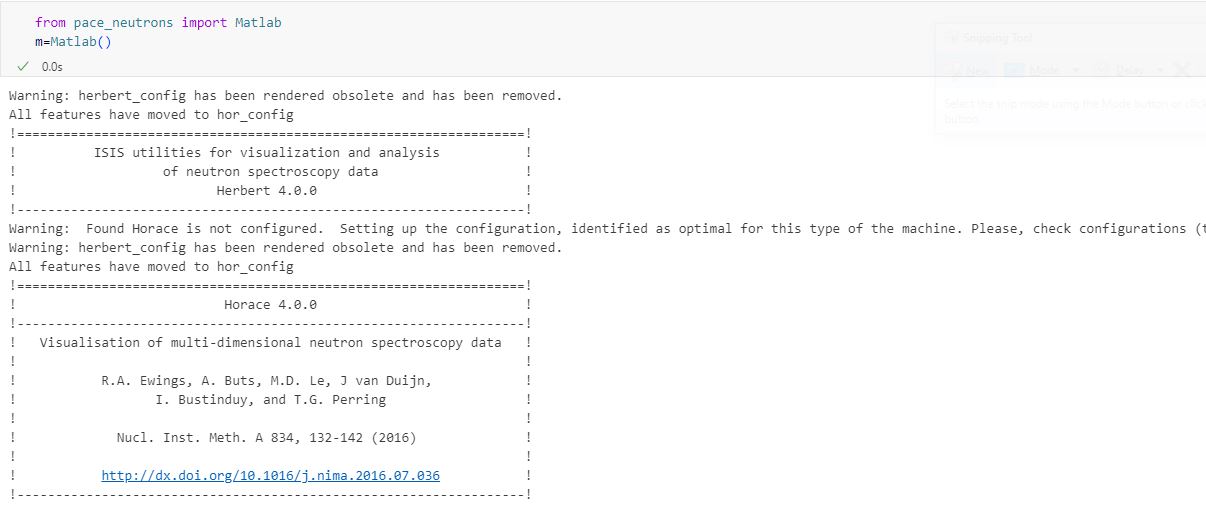 from pace_neutrons import Matlab
m=Matlab()
0.0s
Snipping Tool
New Mode Delay
Select the snip mode using the Mode button or click
button.
Warning: herbert_config has been rendered obsolete and has been removed.
All features have moved to hor_config
!==================================================================!
! ISIS utilities for visualization and analysis !
! of neutron spectroscopy data !
! Herbert 4.0.0 !
!------------------------------------------------------------------!
Warning:  Found Horace is not configured.  Setting up the configuration, identified as optimal for this type of the machine. Please, check configurations (t
Warning: herbert_config has been rendered obsolete and has been removed.
All features have moved to hor_config
!==================================================================!
! Horace 4.0.0 !
!------------------------------------------------------------------!
! Visualisation of multi-dimensional neutron spectroscopy data !
! !
! R.A. Ewings, A. Buts, M.D. Le, J van Duijn, !
! I. Bustinduy, and T.G. Perring !
! !
! Nucl. Inst. Meth. A 834, 132-142 (2016) !
! !
! http://dx.doi.org/10.1016/j.nima.2016.07.036 !
!------------------------------------------------------------------!